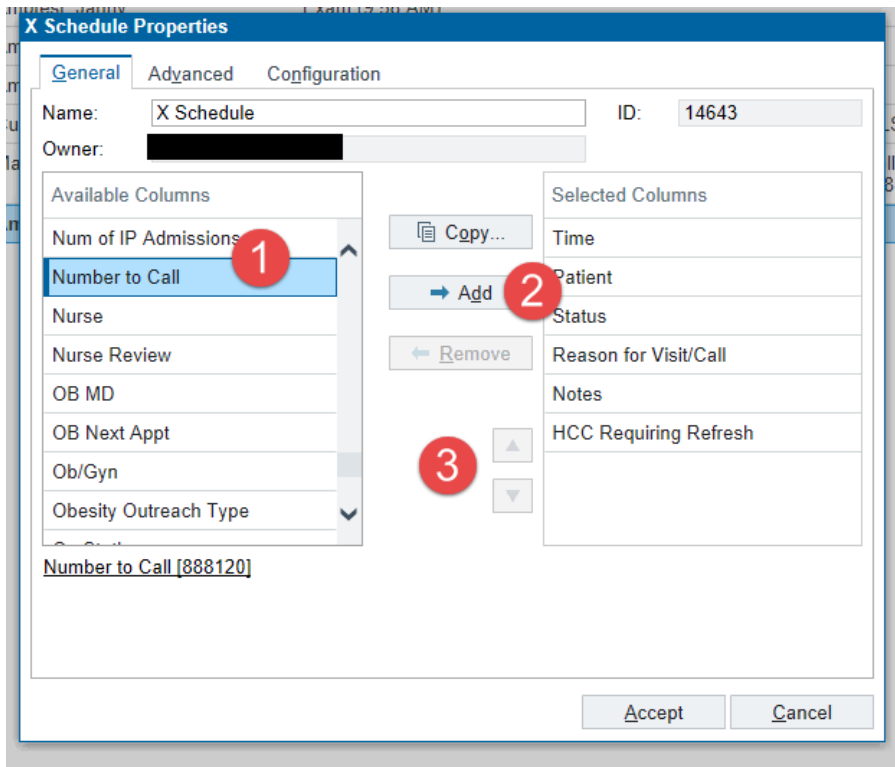 X Schedule Properties
General Advanced Configuration
Name: X Schedule ID: 14643
Owner:
Available Columns
Num of IP Admissions
Number to Call
Nurse
Nurse Review
OB MD
OB Next Appt
Ob/Gyn
Obesity Outreach Type
1
Copy...
Add
2
Remove
3
Selected Columns
Time
Patient
Status
Reason for Visit/Call
Notes
HCC Requiring Refresh
Number to Call [888120]
Accept Cancel